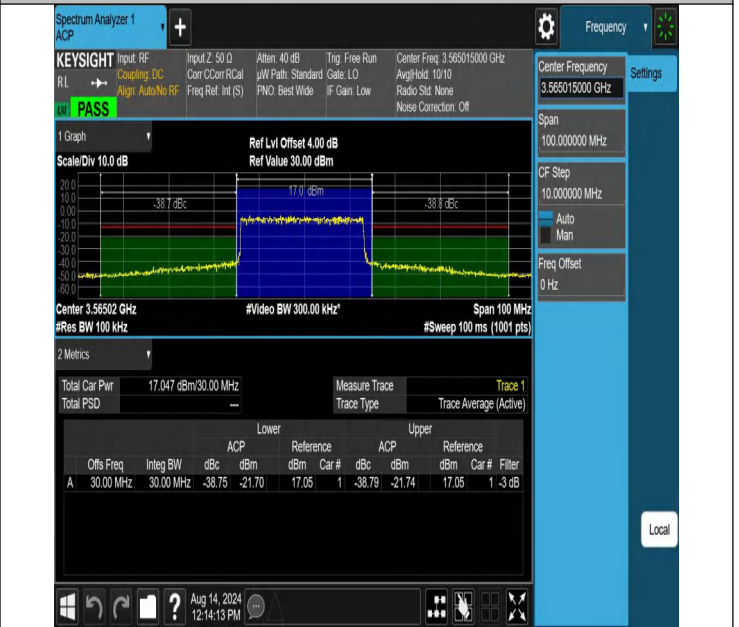 Spectrum Analyzer 1
ACP
+
Frequency
KEYSIGHT Input: RF Input Z: 50 Ω Atten: 40 dB Trig: Free Run Center Freq: 3.565015000 GHz
RL Coupling: DC Corr CCorr RCal µW Path: Standard Gate: LO Avg|Hold: 10/10
Align: Auto/No RF Freq Ref: Int (S) PNO: Best Wide IF Gain: Low Radio Std: None
PASS Noise Correction: Off
1 Graph
Ref Lvl Offset 4.00 dB
Scale/Div 10.0 dB Ref Value 30.00 dBm
20.0
10.0
0.00
-10.0
-20.0
-30.0
-40.0
-50.0
-60.0
-38.7 dBc 17.0 dBm -38.8 dBc
Center 3.56502 GHz #Video BW 300.00 kHz* Span 100 MHz
#Res BW 100 kHz #Sweep 100 ms (1001 pts)
2 Metrics
Total Car Pwr 17.047 dBm/30.00 MHz Measure Trace Trace 1
Total PSD --- Trace Type Trace Average (Active)
Lower Upper
ACP Reference ACP Reference
Offs Freq Integ BW dBc dBm dBm Car # dBc dBm dBm Car # Filter
A 30.00 MHz 30.00 MHz -38.75 -21.70 17.05 1 -38.79 -21.74 17.05 1 -3 dB
Center Frequency
3.565015000 GHz
Settings
Span
100.000000 MHz
CF Step
10.000000 MHz
Auto
Man
Freq Offset
0 Hz
Local
? Aug 14, 2024
12:14:13 PM